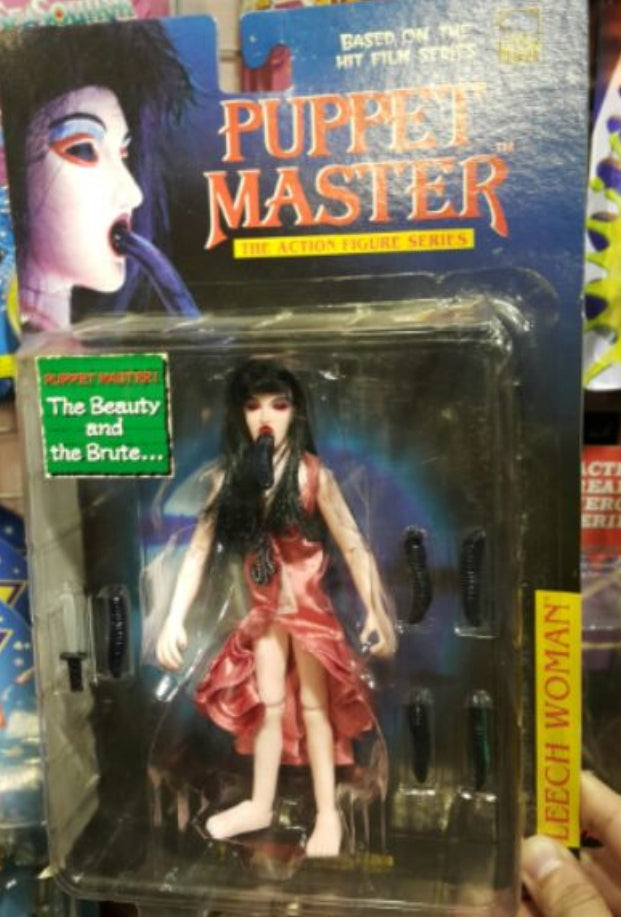 BASED ON THE
HIT FILM SERIES
PUPPET
MASTER™
THE ACTION FIGURE SERIES
PUPPET MASTER!
The Beauty
and
the Brute...
LEECH WOMAN